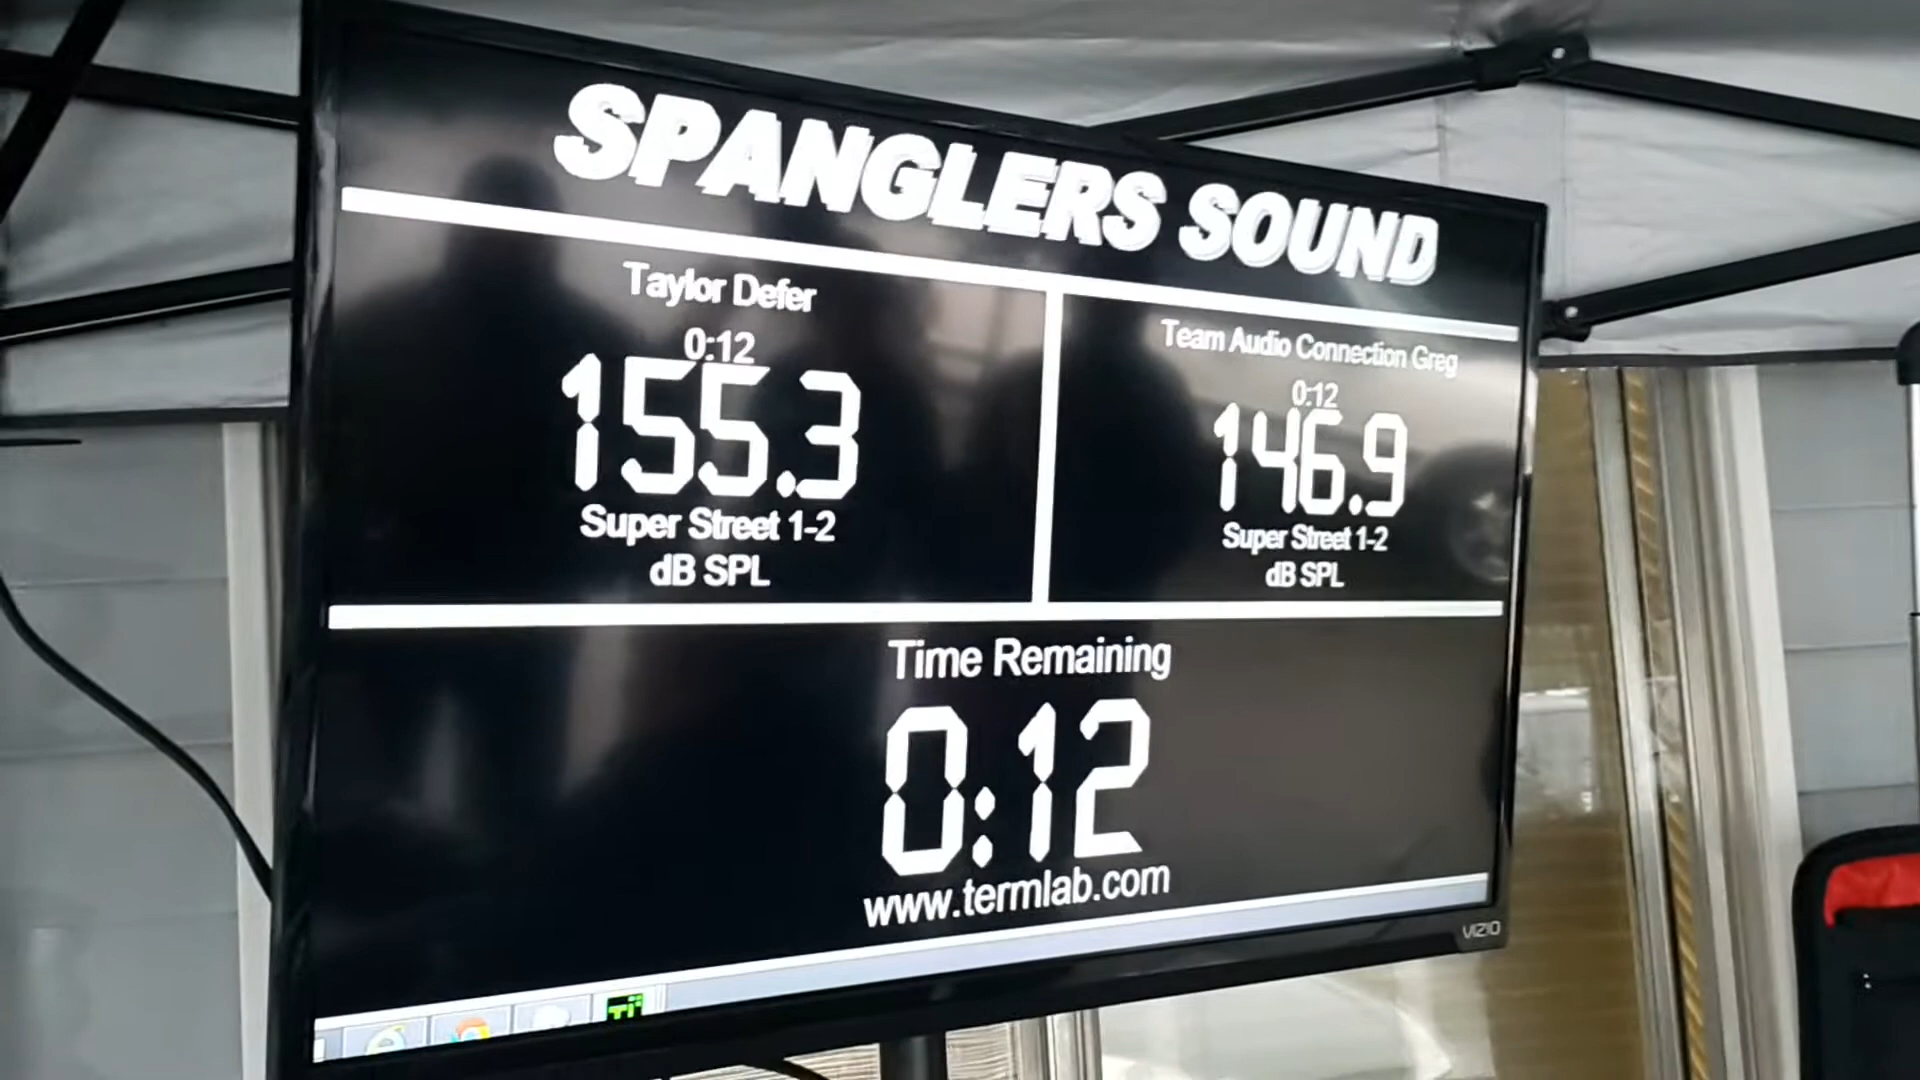 SPANGLERS SOUND
Taylor Defer
0:12
155.3
Super Street 1-2
dB SPL
Team Audio Connection Greg
0:12
146.9
Super Street 1-2
dB SPL
Time Remaining
0:12
www.termlab.com
VIZIO